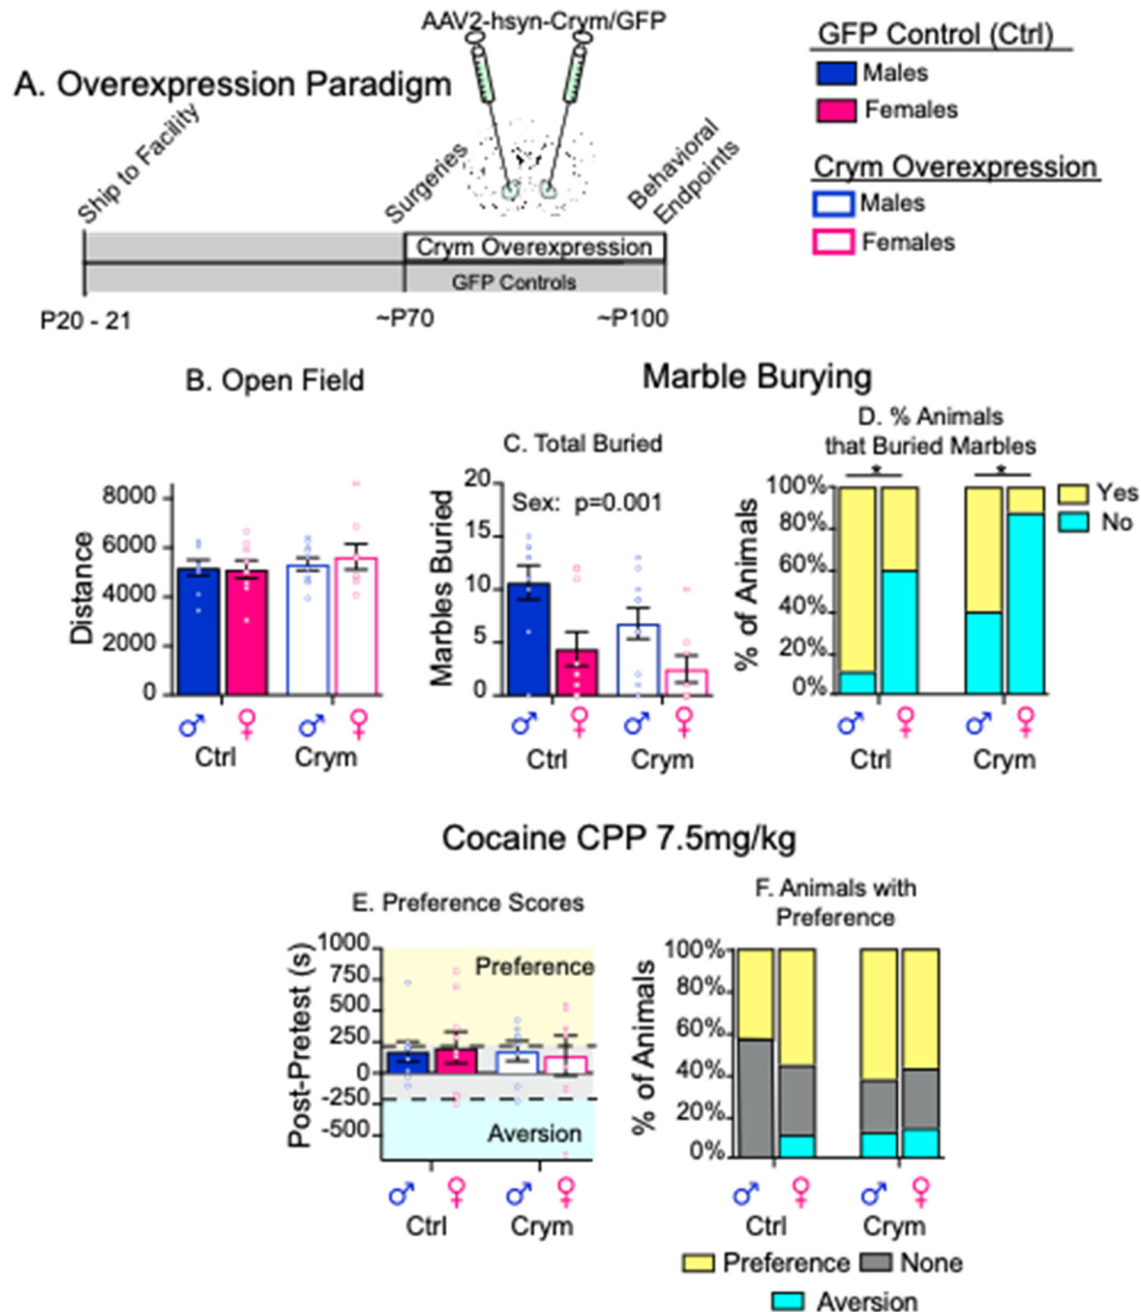 AAV2-hsyn-Crym/GFP
A. Overexpression Paradigm
GFP Control (Ctrl)
Males
Females
Crym Overexpression
Males
Females
Ship to Facility
Surgeries
Behavioral
Endpoints
Crym Overexpression
GFP Controls
P20 - 21
~P70
~P100
B. Open Field
Distance
8000
6000
4000
2000
0
♂ ♀ ♂ ♀
Ctrl Crym
Marble Burying
C. Total Buried
Marbles Buried
20
15
10
5
0
Sex: p=0.001
♂ ♀ ♂ ♀
Ctrl Crym
D. % Animals
that Buried Marbles
* *
% of Animals
100%
80%
60%
40%
20%
0%
Yes
No
♂ ♀ ♂ ♀
Ctrl Crym
Cocaine CPP 7.5mg/kg
E. Preference Scores
Post-Pretest (s)
1000
750
500
250
0
-250
-500
Preference
Aversion
♂ ♀ ♂ ♀
Ctrl Crym
F. Animals with
Preference
% of Animals
100%
80%
60%
40%
20%
0%
♂ ♀ ♂ ♀
Ctrl Crym
Preference None
Aversion